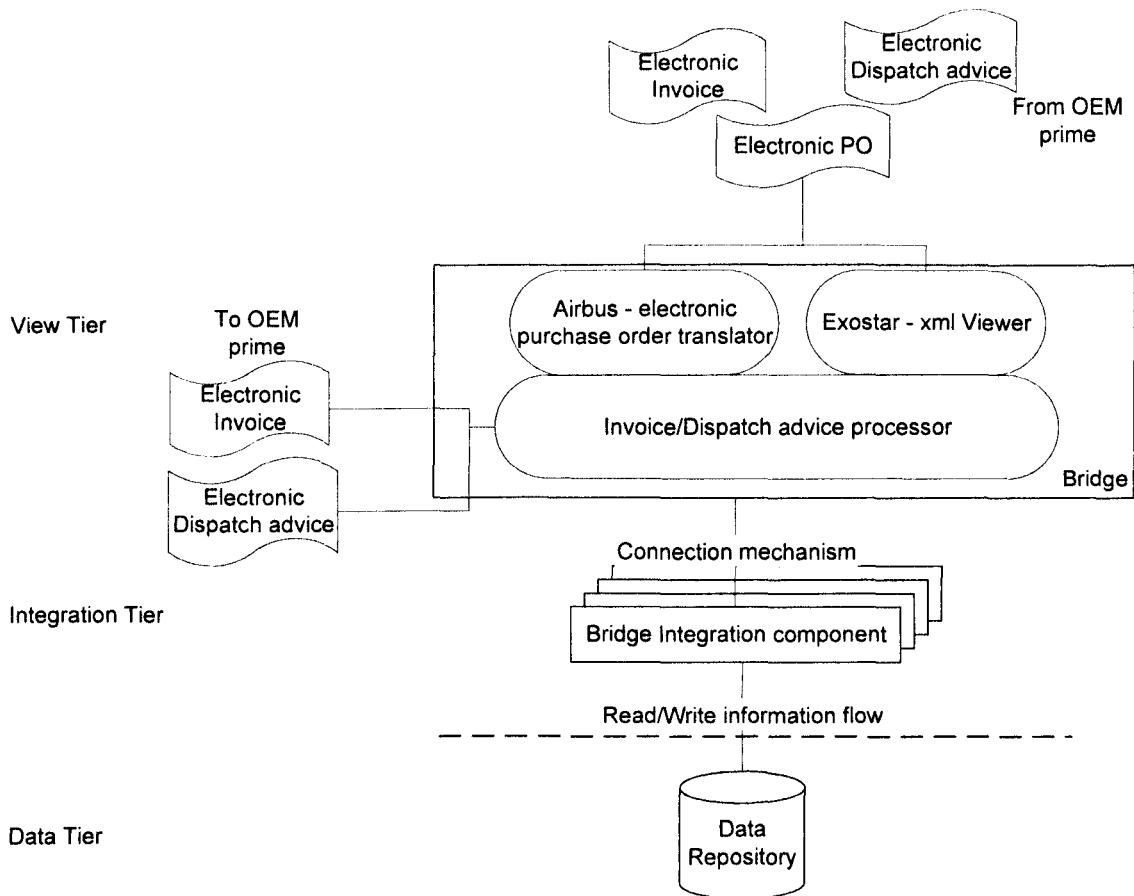 Electronic
Invoice
Electronic
Dispatch advice
From OEM
prime
Electronic PO
View Tier
To OEM
prime
Airbus - electronic
purchase order translator
Exostar - xml Viewer
Electronic
Invoice
Invoice/Dispatch advice processor
Bridge
Electronic
Dispatch advice
Connection mechanism
Integration Tier
Bridge Integration component
Read/Write information flow
Data Tier
Data
Repository